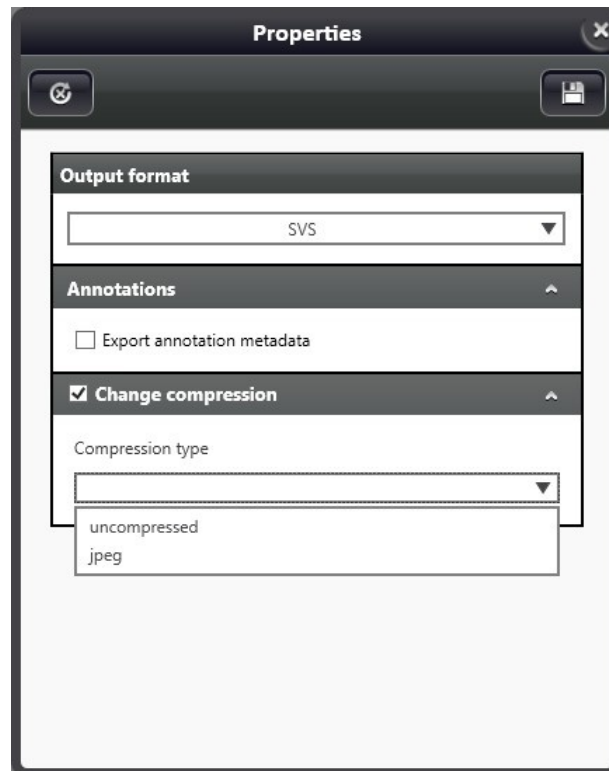 Properties
Output format
SVS
Annotations
Export annotation metadata
Change compression
Compression type
uncompressed
jpeg